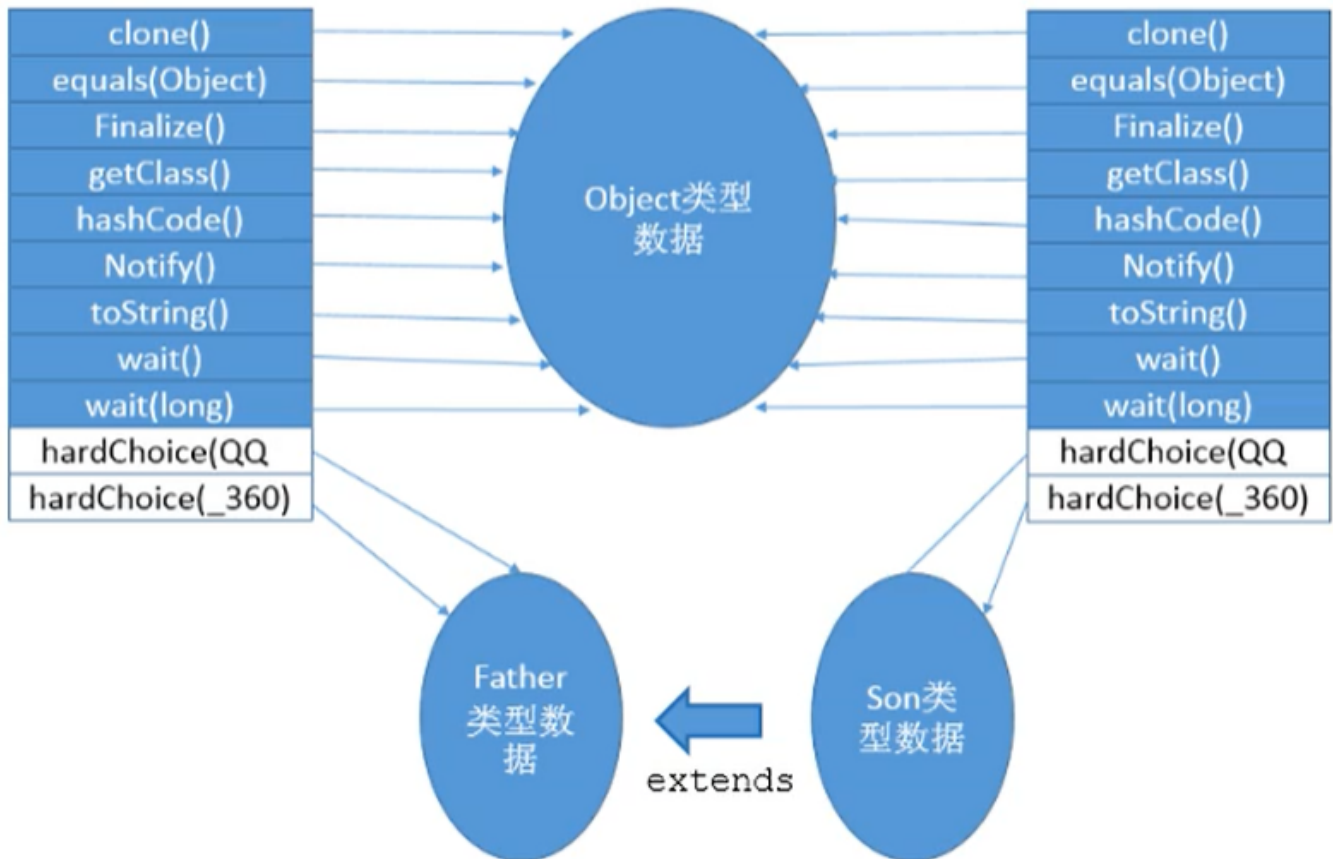 clone()
equals(Object)
Finalize()
getClass()
hashCode()
Notify()
toString()
wait()
wait(long)
hardChoice(QQ
hardChoice(_360)
Object类型
数据
clone()
equals(Object)
Finalize()
getClass()
hashCode()
Notify()
toString()
wait()
wait(long)
hardChoice(QQ
hardChoice(_360)
Father
类型数
据
extends
Son类
型数据